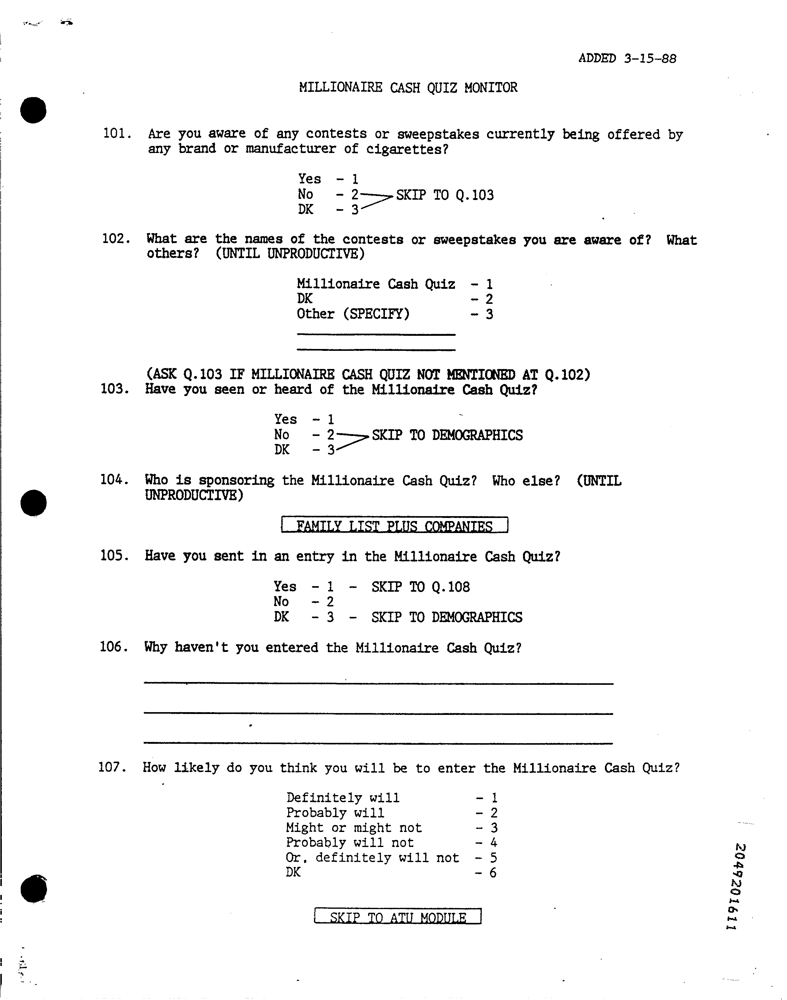 ADDED 3-15-88
MILLIONAIRE CASH QUIZ MONITOR
101. Are you aware of any contests or sweepstakes currently being offered by
any brand or manufacturer of cigarettes?
Yes - 1
No - 2 SKIP TO Q.103
DK - 3
102. What are the names of the contests or sweepstakes you are aware of? What
others? (UNTIL UNPRODUCTIVE)
Millionaire Cash Quiz - 1
DK - 2
Other (SPECIFY) - 3
(ASK Q.103 IF MILLIONAIRE CASH QUIZ NOT MENTIONED AT Q.102)
103. Have you seen or heard of the Millionaire Cash Quiz?
Yes - 1
No - 2 SKIP TO DEMOGRAPHICS
DK - 3
104. Who is sponsoring the Millionaire Cash Quiz? Who else? (UNTIL
UNPRODUCTIVE)
FAMILY LIST PLUS COMPANIES
105. Have you sent in an entry in the Millionaire Cash Quiz?
Yes - 1 - SKIP TO Q.108
No - 2
DK - 3 - SKIP TO DEMOGRAPHICS
106. Why haven't you entered the Millionaire Cash Quiz?
107. How likely do you think you will be to enter the Millionaire Cash Quiz?
Definitely will - 1
Probably will - 2
Might or might not - 3
Probably will not - 4
Or, definitely will not - 5
DK - 6
SKIP TO ATU MODULE
2049201611